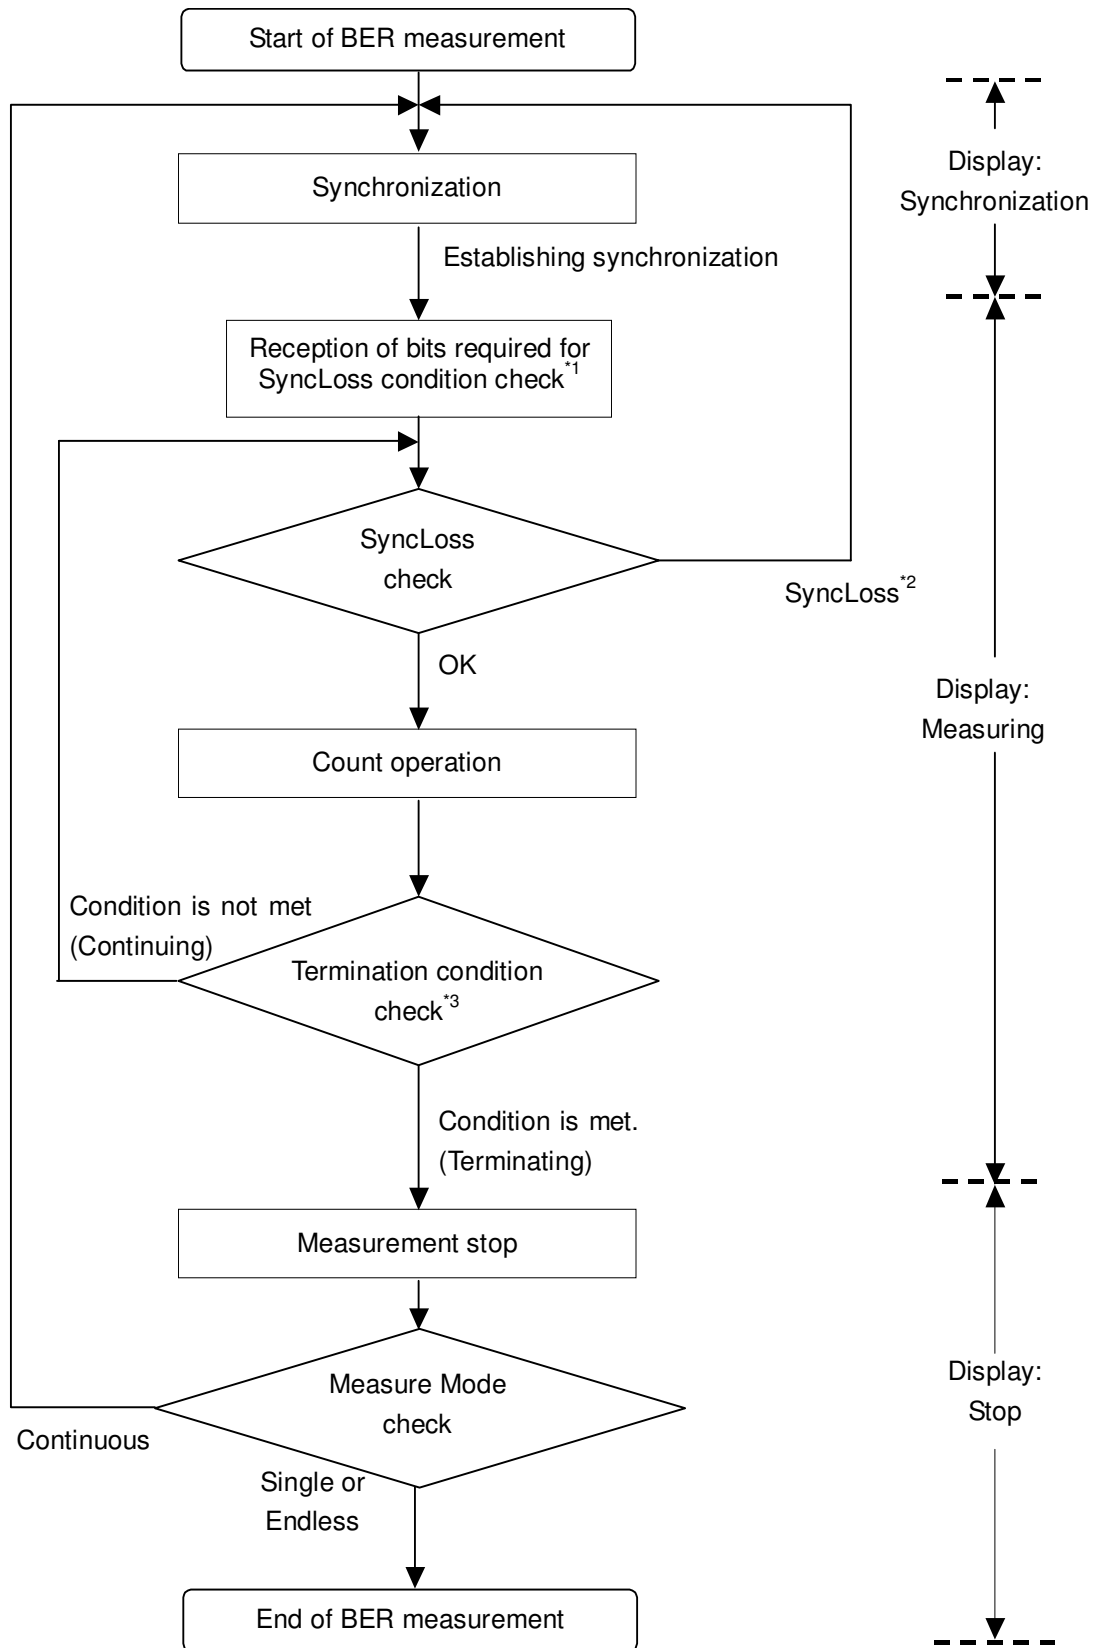 Start of BER measurement
Display:
Synchronization
Synchronization
Establishing synchronization
Reception of bits required for
SyncLoss condition check*1
SyncLoss
check
SyncLoss*2
OK
Display:
Measuring
Count operation
Condition is not met
(Continuing)
Termination condition
check*3
Condition is met.
(Terminating)
Measurement stop
Measure Mode
check
Display:
Stop
Continuous
Single or
Endless
End of BER measurement